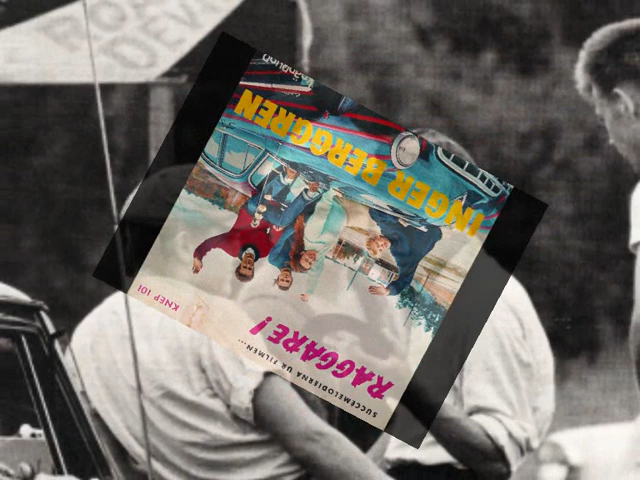 SUCCÉMELODIERNA UR FILMEN...
RAGGARE!
KNEP 101
INGER BERGGREN